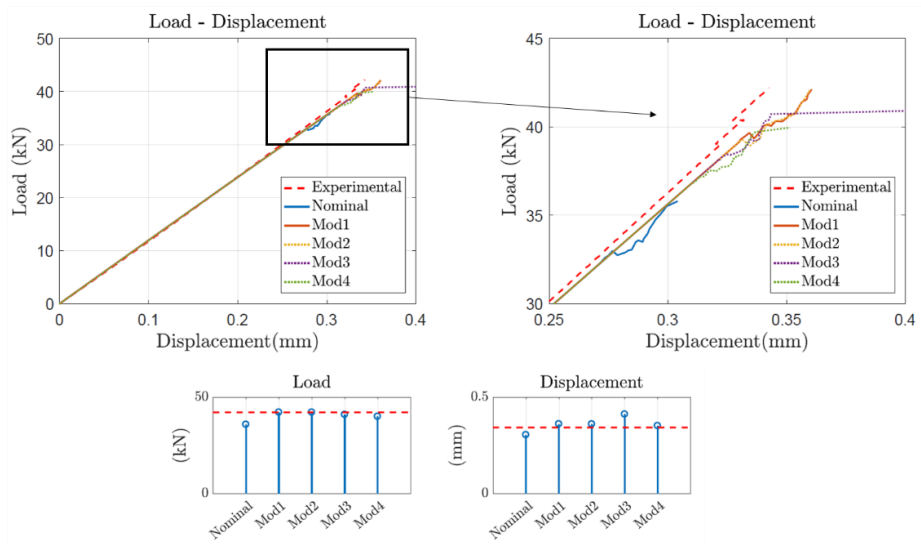 Load - Displacement
50
40
30
20
10
0
Load (kN)
0
0.1
0.2
0.3
0.4
Displacement(mm)
Experimental
Nominal
Mod1
Mod2
Mod3
Mod4
Load - Displacement
45
40
35
30
Load (kN)
0.25
0.3
0.35
0.4
Displacement(mm)
Experimental
Nominal
Mod1
Mod2
Mod3
Mod4
Load
50
0
(kN)
Nominal
Mod1
Mod2
Mod3
Mod4
Displacement
0.5
0
(mm)
Nominal
Mod1
Mod2
Mod3
Mod4